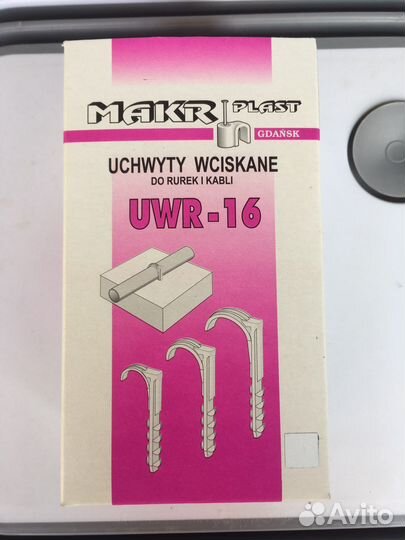 MAKR PLAST
GDAŃSK
UCHWYTY WCISKANE
DO RUREK I KABLI
UWR-16
Avito